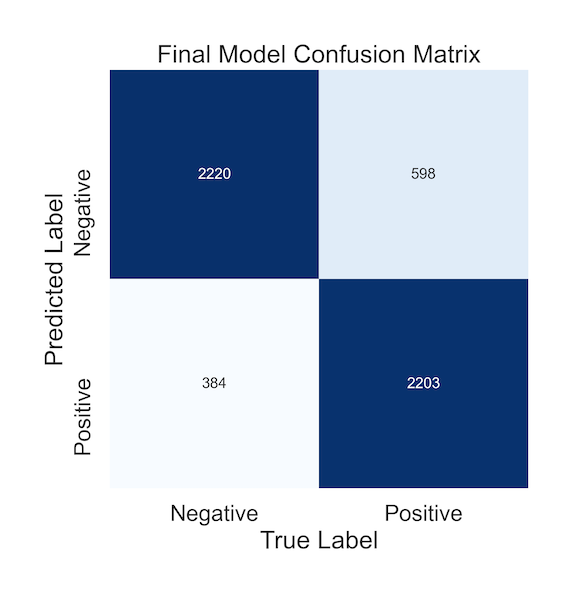 Final Model Confusion Matrix
Predicted Label
Negative
2220
598
Positive
384
2203
Negative
Positive
True Label